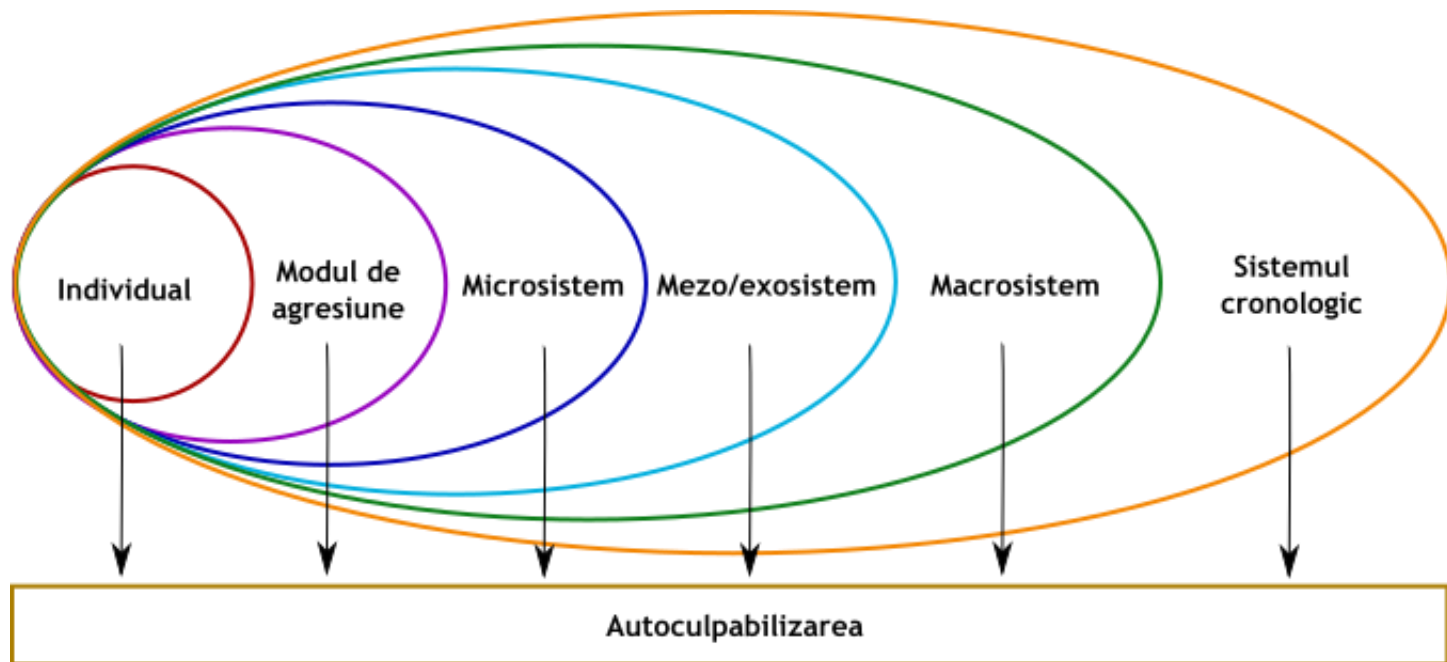 Individual
Modul de
agresiune
Microsistem
Mezo/exosistem
Macrosistem
Sistemul
cronologic
Autoculpabilizarea